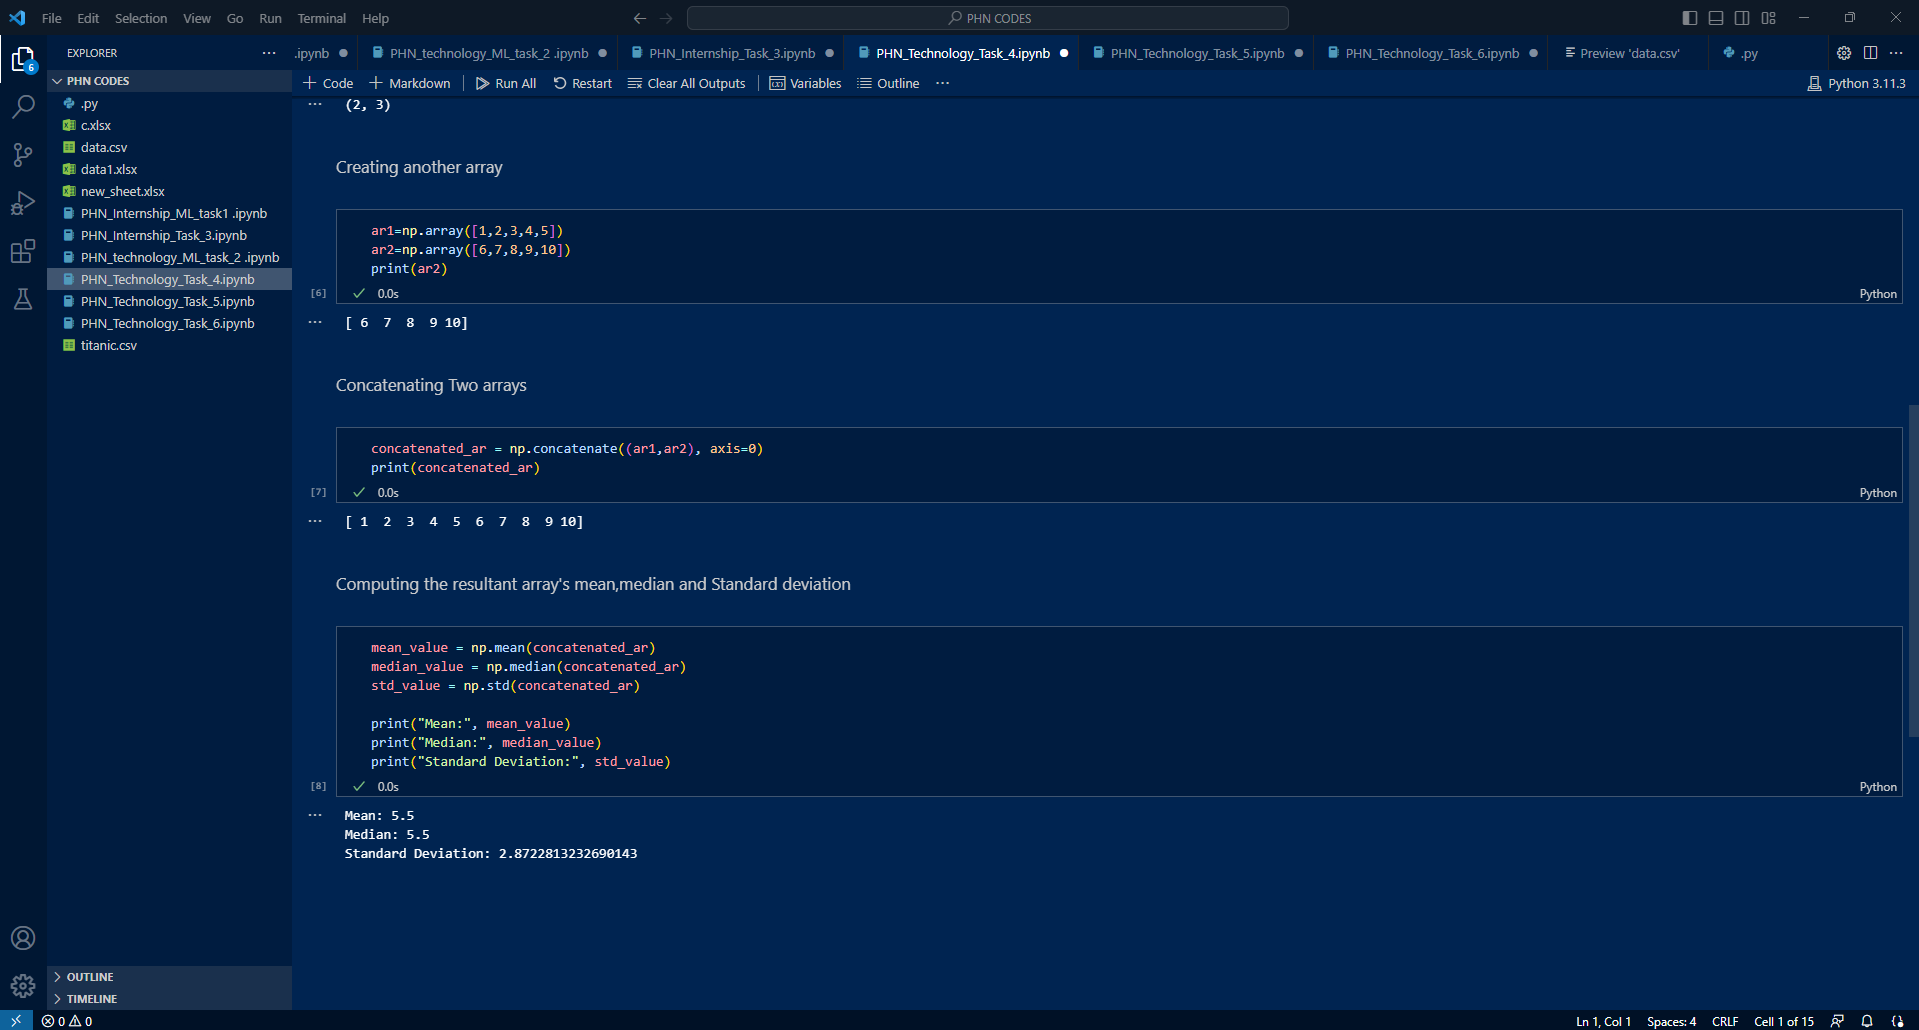 File Edit Selection View Go Run Terminal Help
PHN CODES
EXPLORER
.ipynb PHN_technology_ML_task_2 .ipynb PHN_Internship_Task_3.ipynb PHN_Technology_Task_4.ipynb PHN_Technology_Task_5.ipynb PHN_Technology_Task_6.ipynb Preview 'data.csv' .py
6
PHN CODES
.py
c.xlsx
data.csv
data1.xlsx
new_sheet.xlsx
PHN_Internship_ML_task1 .ipynb
PHN_Internship_Task_3.ipynb
PHN_technology_ML_task_2 .ipynb
PHN_Technology_Task_4.ipynb
PHN_Technology_Task_5.ipynb
PHN_Technology_Task_6.ipynb
titanic.csv
OUTLINE
TIMELINE
+ Code + Markdown Run All Restart Clear All Outputs Variables Outline ... Python 3.11.3
... (2, 3)
Creating another array
ar1=np.array([1,2,3,4,5])
ar2=np.array([6,7,8,9,10])
print(ar2)
[6] ✓ 0.0s Python
... [ 6  7  8  9 10]
Concatenating Two arrays
concatenated_ar = np.concatenate((ar1,ar2), axis=0)
print(concatenated_ar)
[7] ✓ 0.0s Python
... [ 1  2  3  4  5  6  7  8  9 10]
Computing the resultant array's mean,median and Standard deviation
mean_value = np.mean(concatenated_ar)
median_value = np.median(concatenated_ar)
std_value = np.std(concatenated_ar)
print("Mean:", mean_value)
print("Median:", median_value)
print("Standard Deviation:", std_value)
[8] ✓ 0.0s Python
... Mean: 5.5
Median: 5.5
Standard Deviation: 2.8722813232690143
0 0 Ln 1, Col 1 Spaces: 4 CRLF Cell 1 of 15